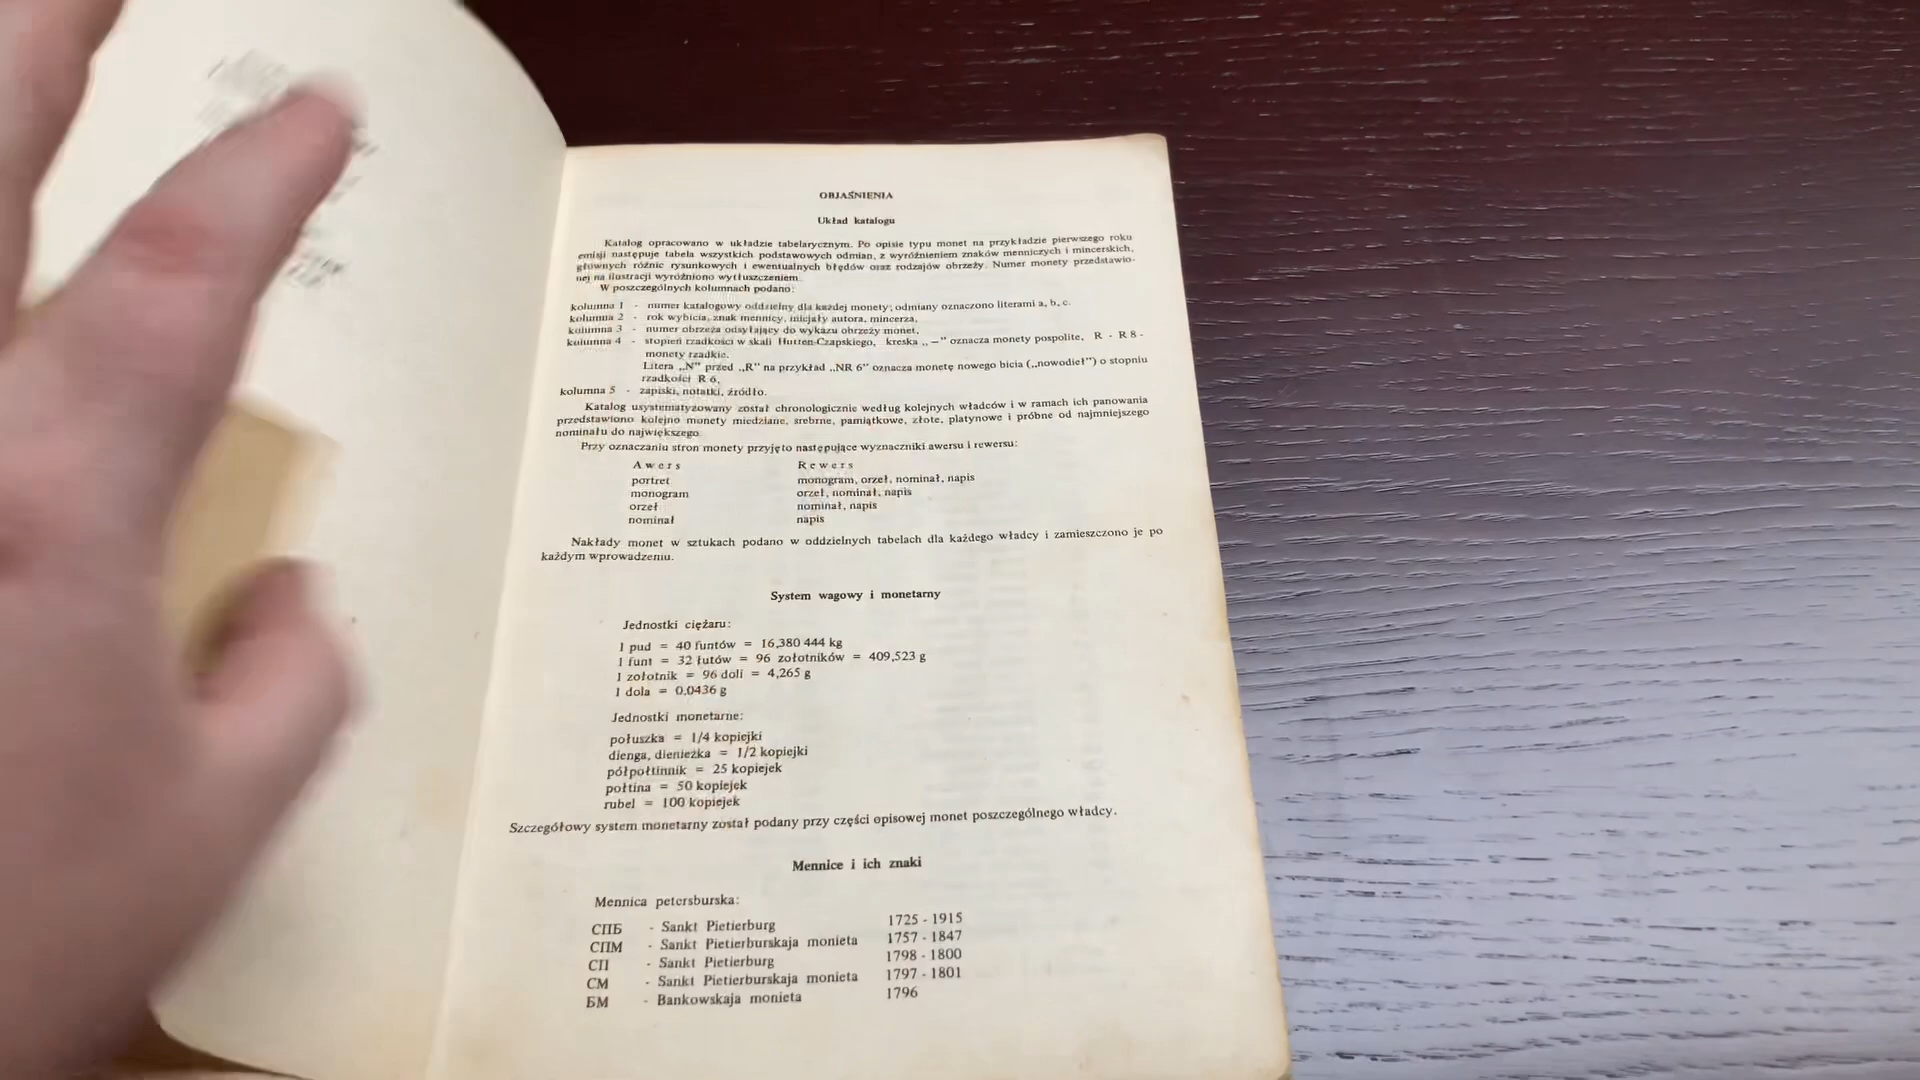 OBJAŚNIENIA
Układ katalogu
Katalog opracowano w układzie tabelarycznym. Po opisie typu monet na przykładzie pierwszego roku
emisji następuje tabela wszystkich podstawowych odmian, z wyróżnieniem znaków menniczych i mincerskich,
głównych różnic rysunkowych i ewentualnych błędów oraz rodzajów obrzeży. Numer monety przedstawio-
nej na ilustracji wyróżniono wytłuszczeniem.
W poszczególnych kolumnach podano:
kolumna 1 - numer katalogowy oddzielny dla każdej monety; odmiany oznaczono literami a, b, c.
kolumna 2 - rok wybicia, znak mennicy, inicjały autora, mincerza,
kolumna 3 - numer obrzeża odsyłający do wykazu obrzeży monet,
kolumna 4 - stopień rzadkości w skali Hutten-Czapskiego, kreska „—” oznacza monety pospolite, R - R 8 -
monety rzadkie.
Litera „N” przed „R” na przykład „NR 6” oznacza monetę nowego bicia („nowodieł”) o stopniu
rzadkości R 6,
kolumna 5 - zapiski, notatki, źródło.
Katalog usystematyzowany został chronologicznie według kolejnych władców i w ramach ich panowania
przedstawiono kolejno monety miedziane, srebrne, pamiątkowe, złote, platynowe i próbne od najmniejszego
nominału do największego.
Przy oznaczaniu stron monety przyjęto następujące wyznaczniki awersu i rewersu:
Awers Rewers
portret monogram, orzeł, nominał, napis
monogram orzeł, nominał, napis
orzeł nominał, napis
nominał napis
Nakłady monet w sztukach podano w oddzielnych tabelach dla każdego władcy i zamieszczono je po
każdym wprowadzeniu.
System wagowy i monetarny
Jednostki ciężaru:
1 pud = 40 funtów = 16,380 444 kg
1 funt = 32 łutów = 96 zołotników = 409,523 g
1 zołotnik = 96 doli = 4,265 g
1 dola = 0,0436 g
Jednostki monetarne:
połuszka = 1/4 kopiejki
dienga, dienieżka = 1/2 kopiejki
półpołtinnik = 25 kopiejek
połtina = 50 kopiejek
rubel = 100 kopiejek
Szczegółowy system monetarny został podany przy części opisowej monet poszczególnego władcy.
Mennice i ich znaki
Mennica petersburska:
СПБ - Sankt Pietierburg 1725 - 1915
СПМ - Sankt Pietierburskaja monieta 1757 - 1847
СП - Sankt Pietierburg 1798 - 1800
СМ - Sankt Pietierburskaja monieta 1797 - 1801
БМ - Bankowskaja monieta 1796